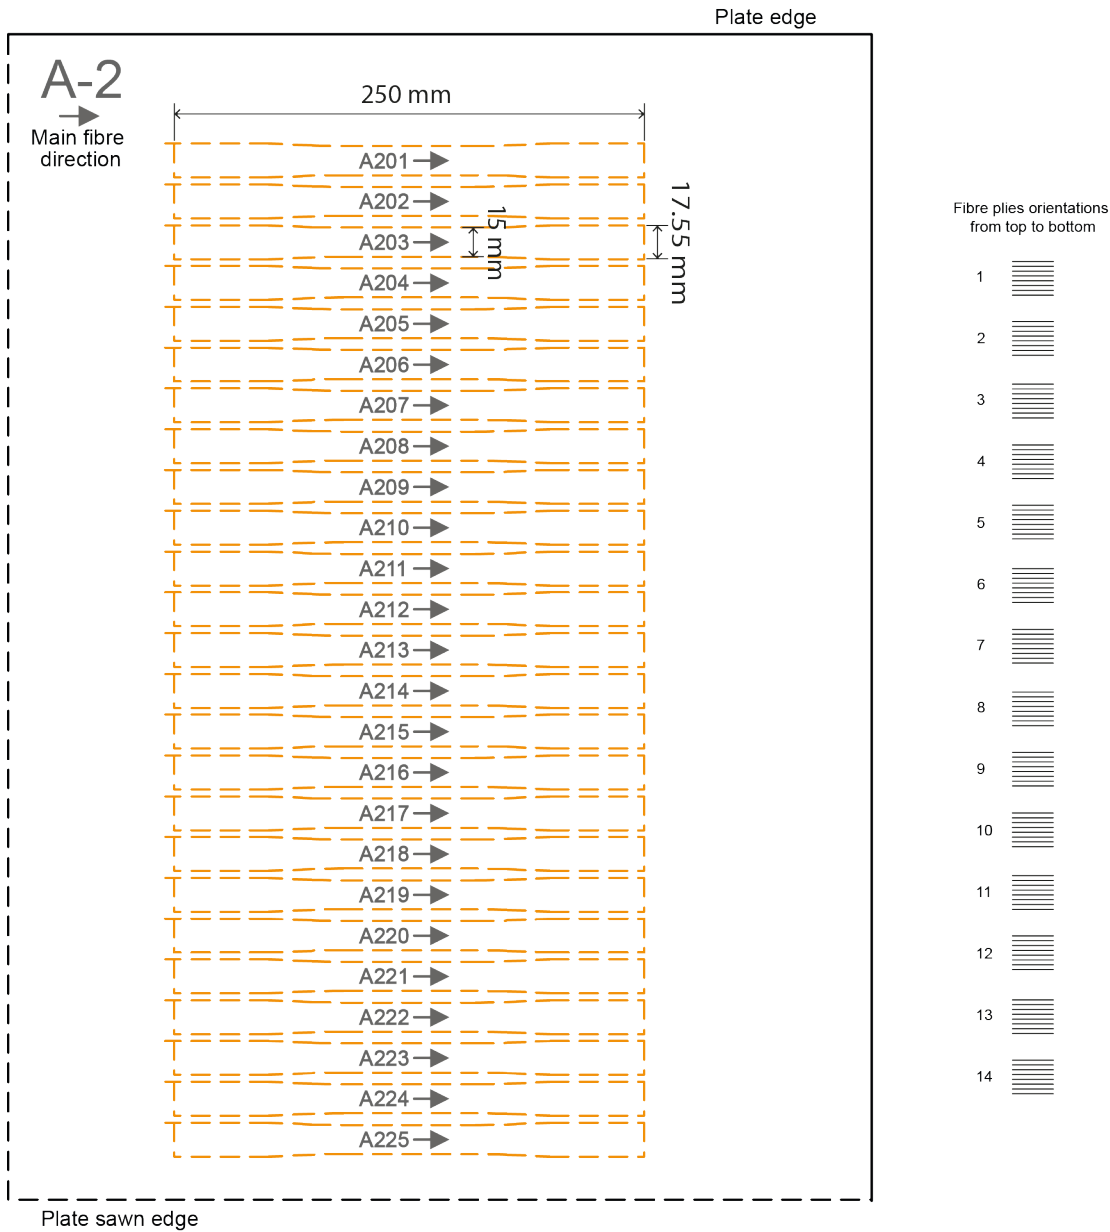 Plate edge
A-2
Main fibre
direction
250 mm
A201
A202
A203
A204
A205
A206
A207
A208
A209
A210
A211
A212
A213
A214
A215
A216
A217
A218
A219
A220
A221
A222
A223
A224
A225
15 mm
17.55 mm
Fibre plies orientations
from top to bottom
1
2
3
4
5
6
7
8
9
10
11
12
13
14
Plate sawn edge